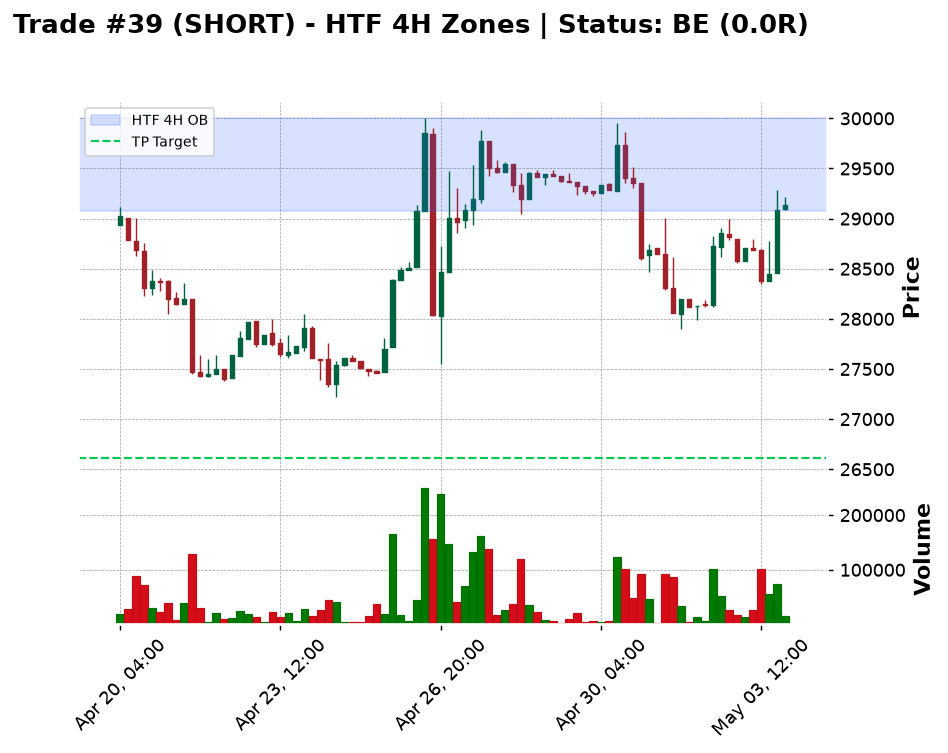 Trade #39 (SHORT) - HTF 4H Zones | Status: BE (0.0R)
HTF 4H OB
TP Target
30000
29500
29000
28500
28000
27500
27000
26500
Price
200000
100000
Volume
Apr 20, 04:00
Apr 23, 12:00
Apr 26, 20:00
Apr 30, 04:00
May 03, 12:00